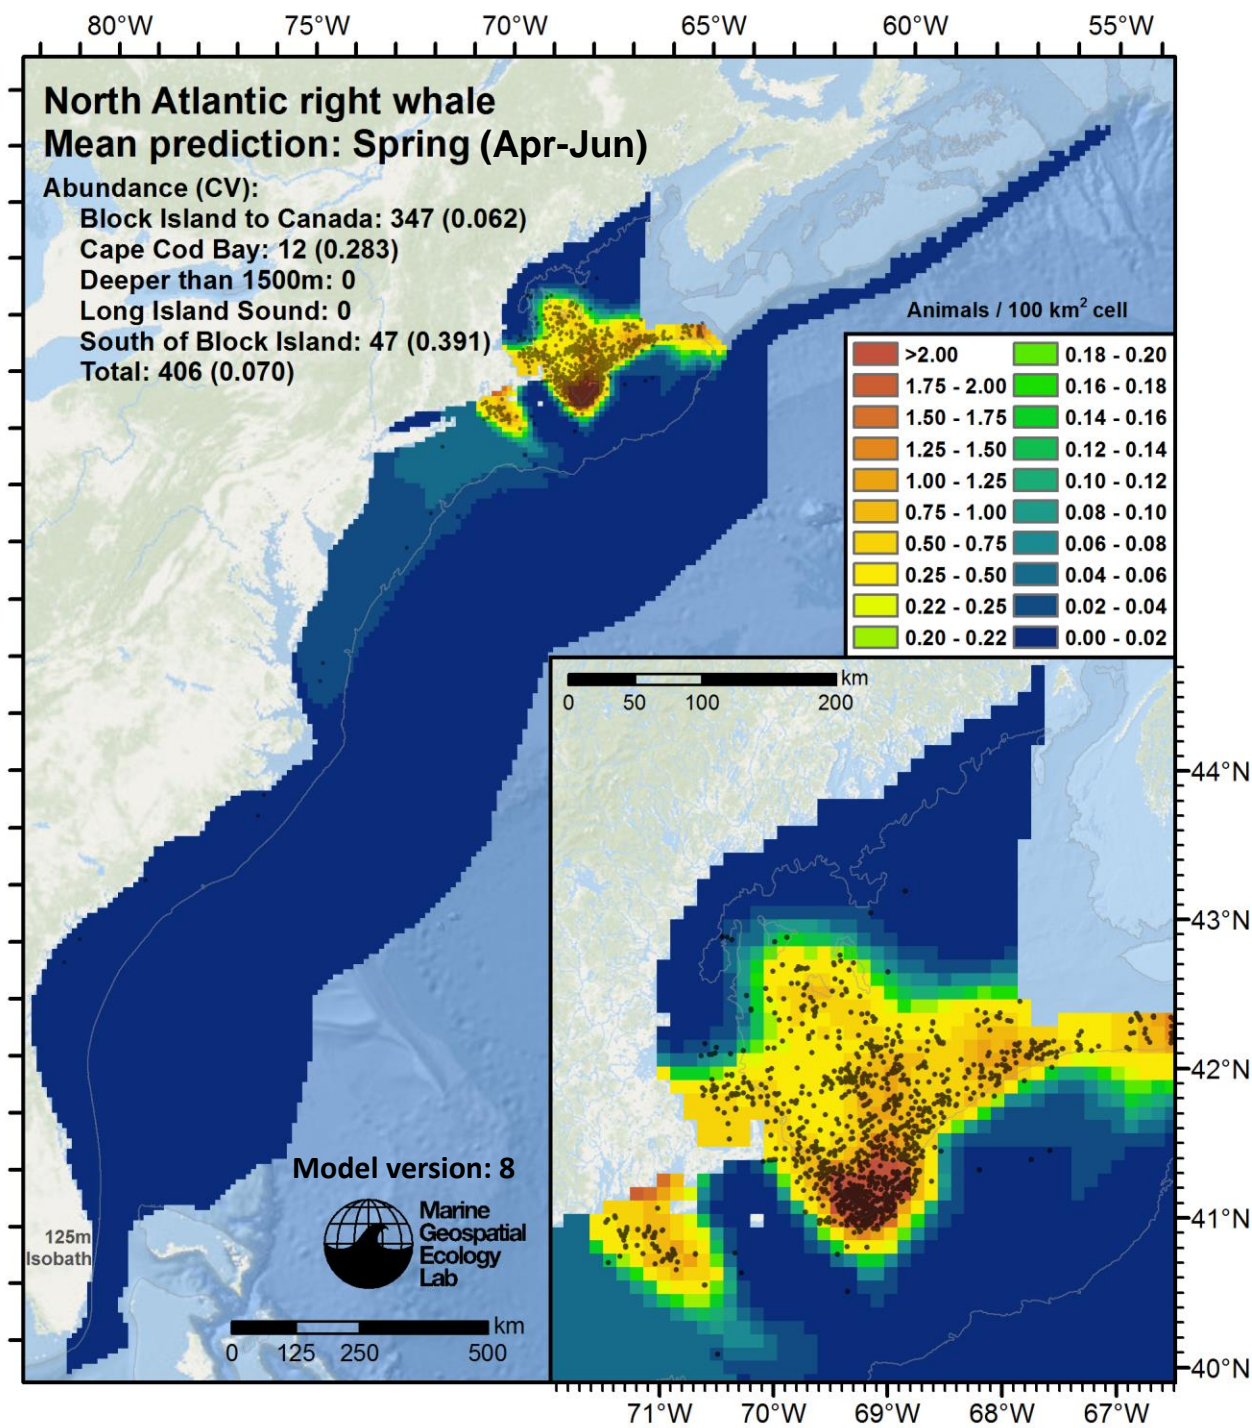 80°W 75°W 70°W 65°W 60°W 55°W
North Atlantic right whale
Mean prediction: Spring (Apr-Jun)
Abundance (CV):
Block Island to Canada: 347 (0.062)
Cape Cod Bay: 12 (0.283)
Deeper than 1500m: 0
Long Island Sound: 0
South of Block Island: 47 (0.391)
Total: 406 (0.070)
Animals / 100 km² cell
>2.00 0.18 - 0.20
1.75 - 2.00 0.16 - 0.18
1.50 - 1.75 0.14 - 0.16
1.25 - 1.50 0.12 - 0.14
1.00 - 1.25 0.10 - 0.12
0.75 - 1.00 0.08 - 0.10
0.50 - 0.75 0.06 - 0.08
0.25 - 0.50 0.04 - 0.06
0.22 - 0.25 0.02 - 0.04
0.20 - 0.22 0.00 - 0.02
km
0 50 100 200
44°N
43°N
42°N
41°N
40°N
Model version: 8
Marine
Geospatial
Ecology
Lab
125m
Isobath
km
0 125 250 500
71°W 70°W 69°W 68°W 67°W